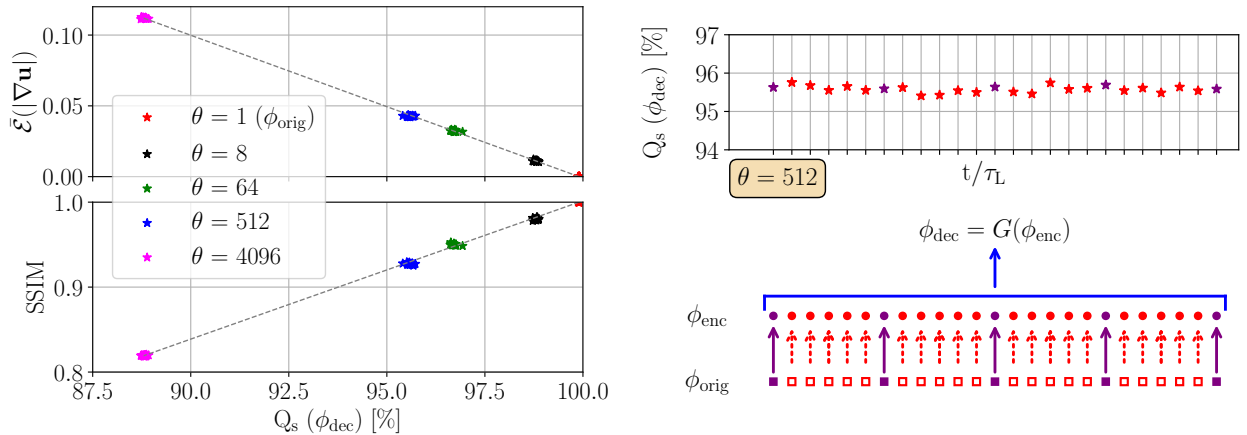 0.10
0.05
0.00
ℰ̄(|∇𝐮|)
θ = 1 (ϕ_orig)
θ = 8
θ = 64
θ = 512
θ = 4096
1.0
0.9
0.8
SSIM
87.5 90.0 92.5 95.0 97.5 100.0
Q_s (ϕ_dec) [%]
97
96
95
94
Q_s (ϕ_dec) [%]
t/τ_L
θ = 512
ϕ_dec = G(ϕ_enc)
ϕ_enc
ϕ_orig